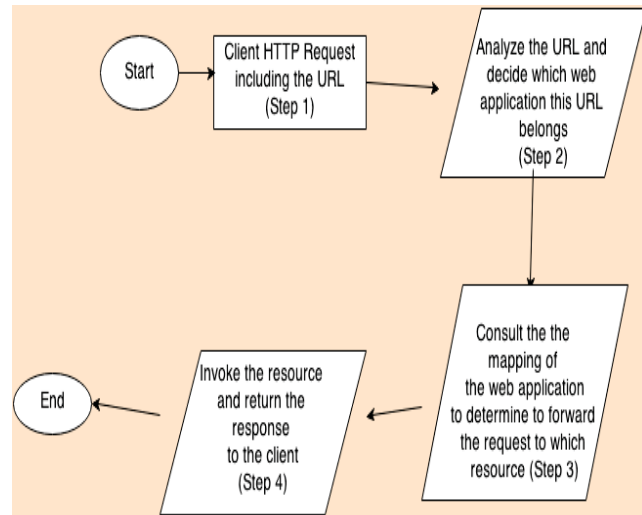 Start
Client HTTP Request
including the URL
(Step 1)
Analyze the URL and
decide which web
application this URL
belongs
(Step 2)
Consult the the
mapping of
the web application
to determine to forward
the request to which
resource (Step 3)
Invoke the resource
and return the
response
to the client
(Step 4)
End